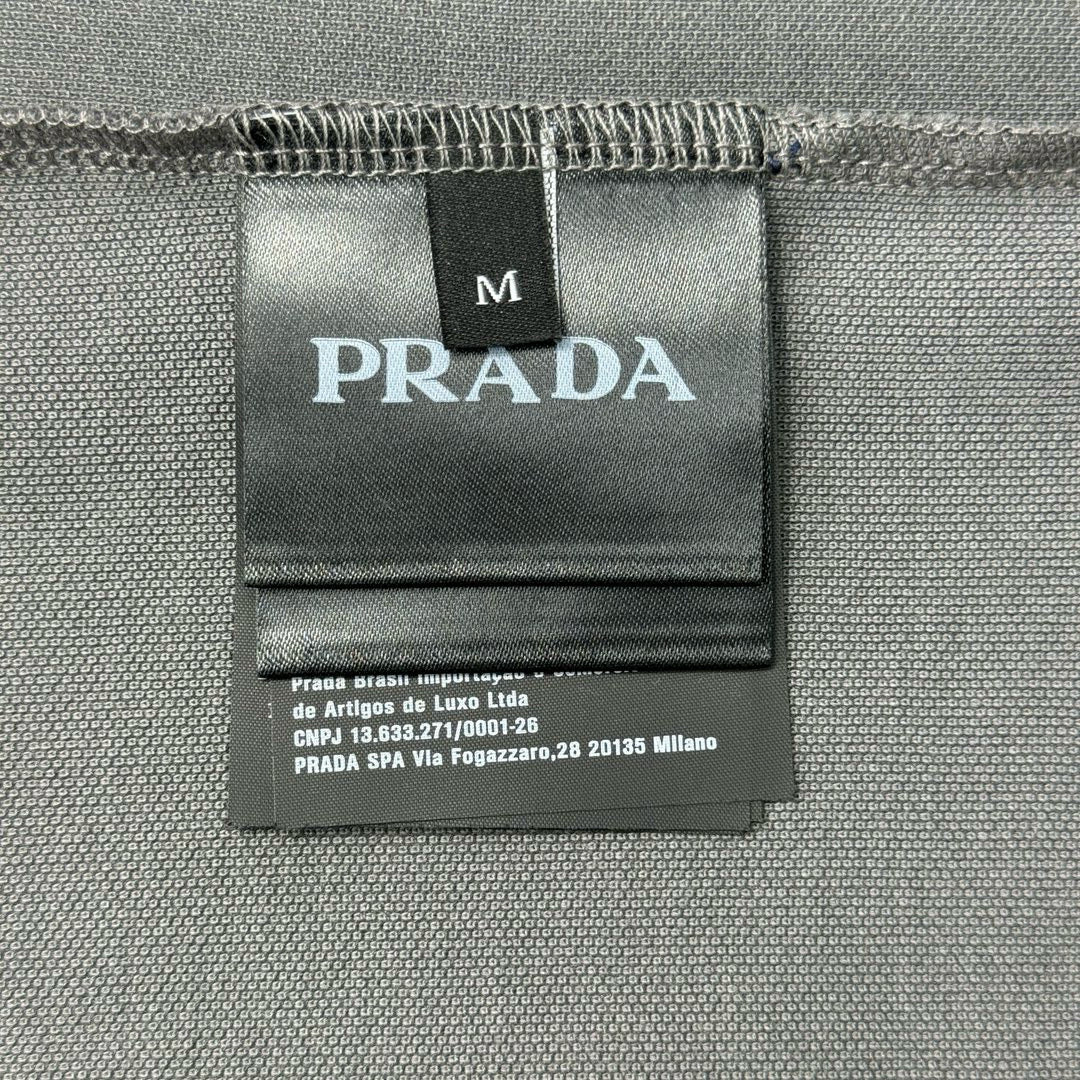 M
PRADA
Prada Brasil Importação e
de Artigos de Luxo Ltda
CNPJ 13.633.271/0001-26
PRADA SPA Via Fogazzaro,28 20135 Milano